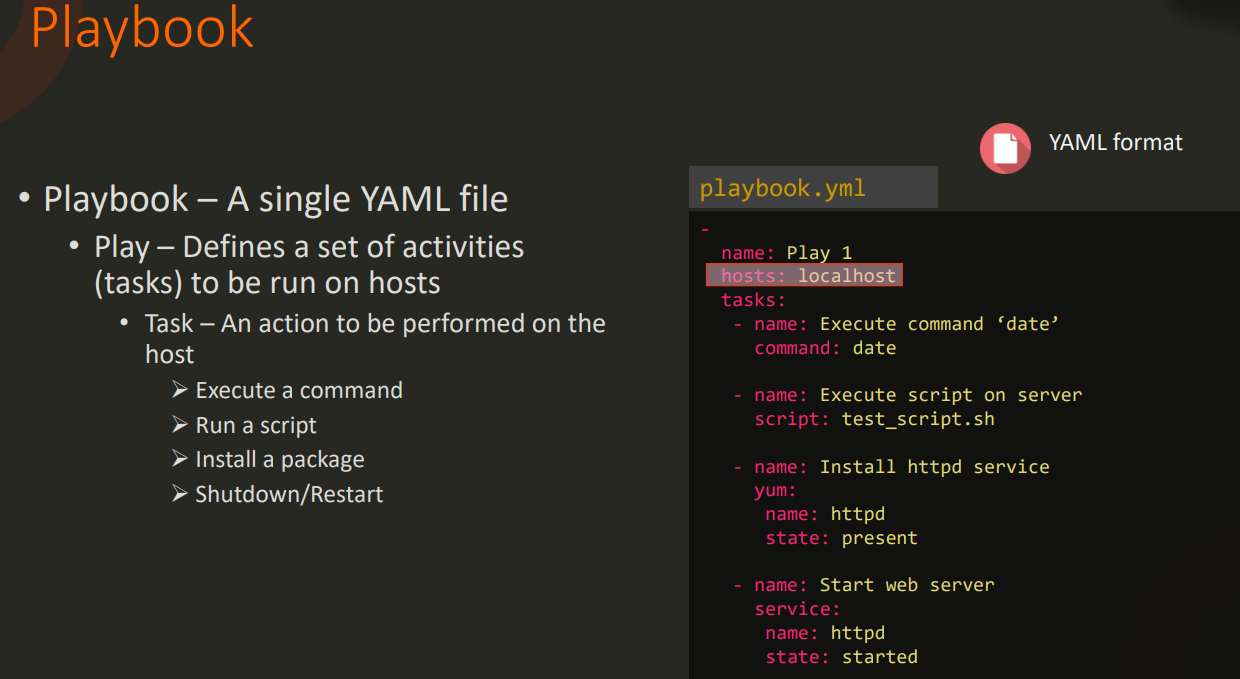 Playbook
YAML format
• Playbook – A single YAML file
• Play – Defines a set of activities
(tasks) to be run on hosts
• Task – An action to be performed on the
host
➢ Execute a command
➢ Run a script
➢ Install a package
➢ Shutdown/Restart
playbook.yml
-
  name: Play 1
  hosts: localhost
  tasks:
   - name: Execute command ‘date’
     command: date

   - name: Execute script on server
     script: test_script.sh

   - name: Install httpd service
     yum:
      name: httpd
      state: present

   - name: Start web server
     service:
      name: httpd
      state: started